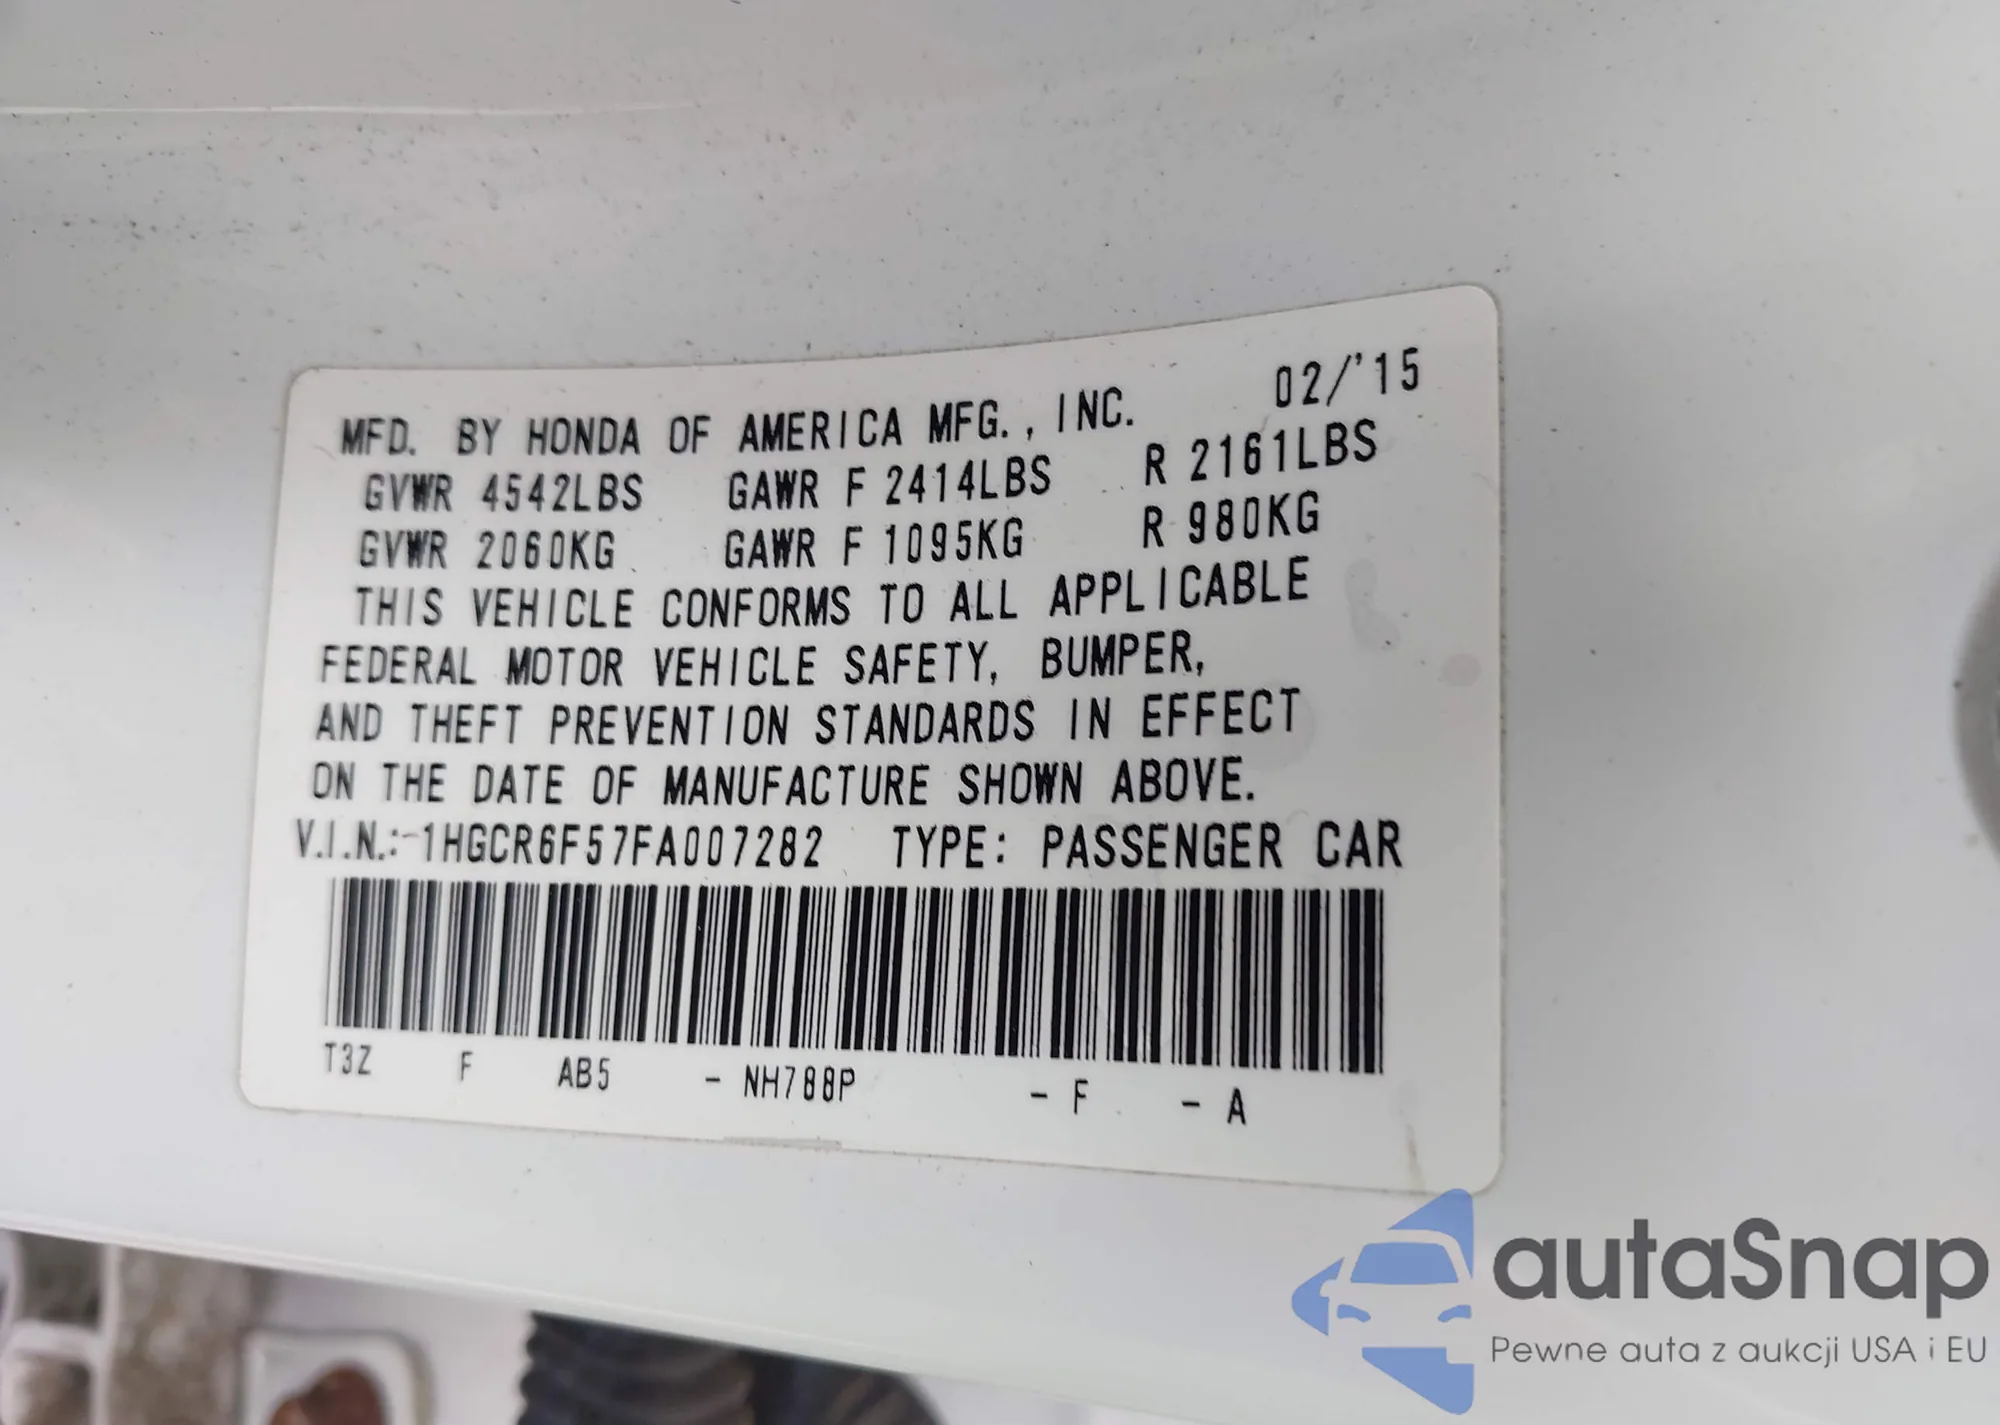 MFD. BY HONDA OF AMERICA MFG., INC. 02/'15
GVWR 4542LBS GAWR F 2414LBS R 2161LBS
GVWR 2060KG GAWR F 1095KG R 980KG
THIS VEHICLE CONFORMS TO ALL APPLICABLE
FEDERAL MOTOR VEHICLE SAFETY, BUMPER,
AND THEFT PREVENTION STANDARDS IN EFFECT
ON THE DATE OF MANUFACTURE SHOWN ABOVE.
V.I.N.: 1HGCR6F57FA007282 TYPE: PASSENGER CAR
T3Z F AB5 - NH788P - F - A
autaSnap
Pewne auta z aukcji USA i EU